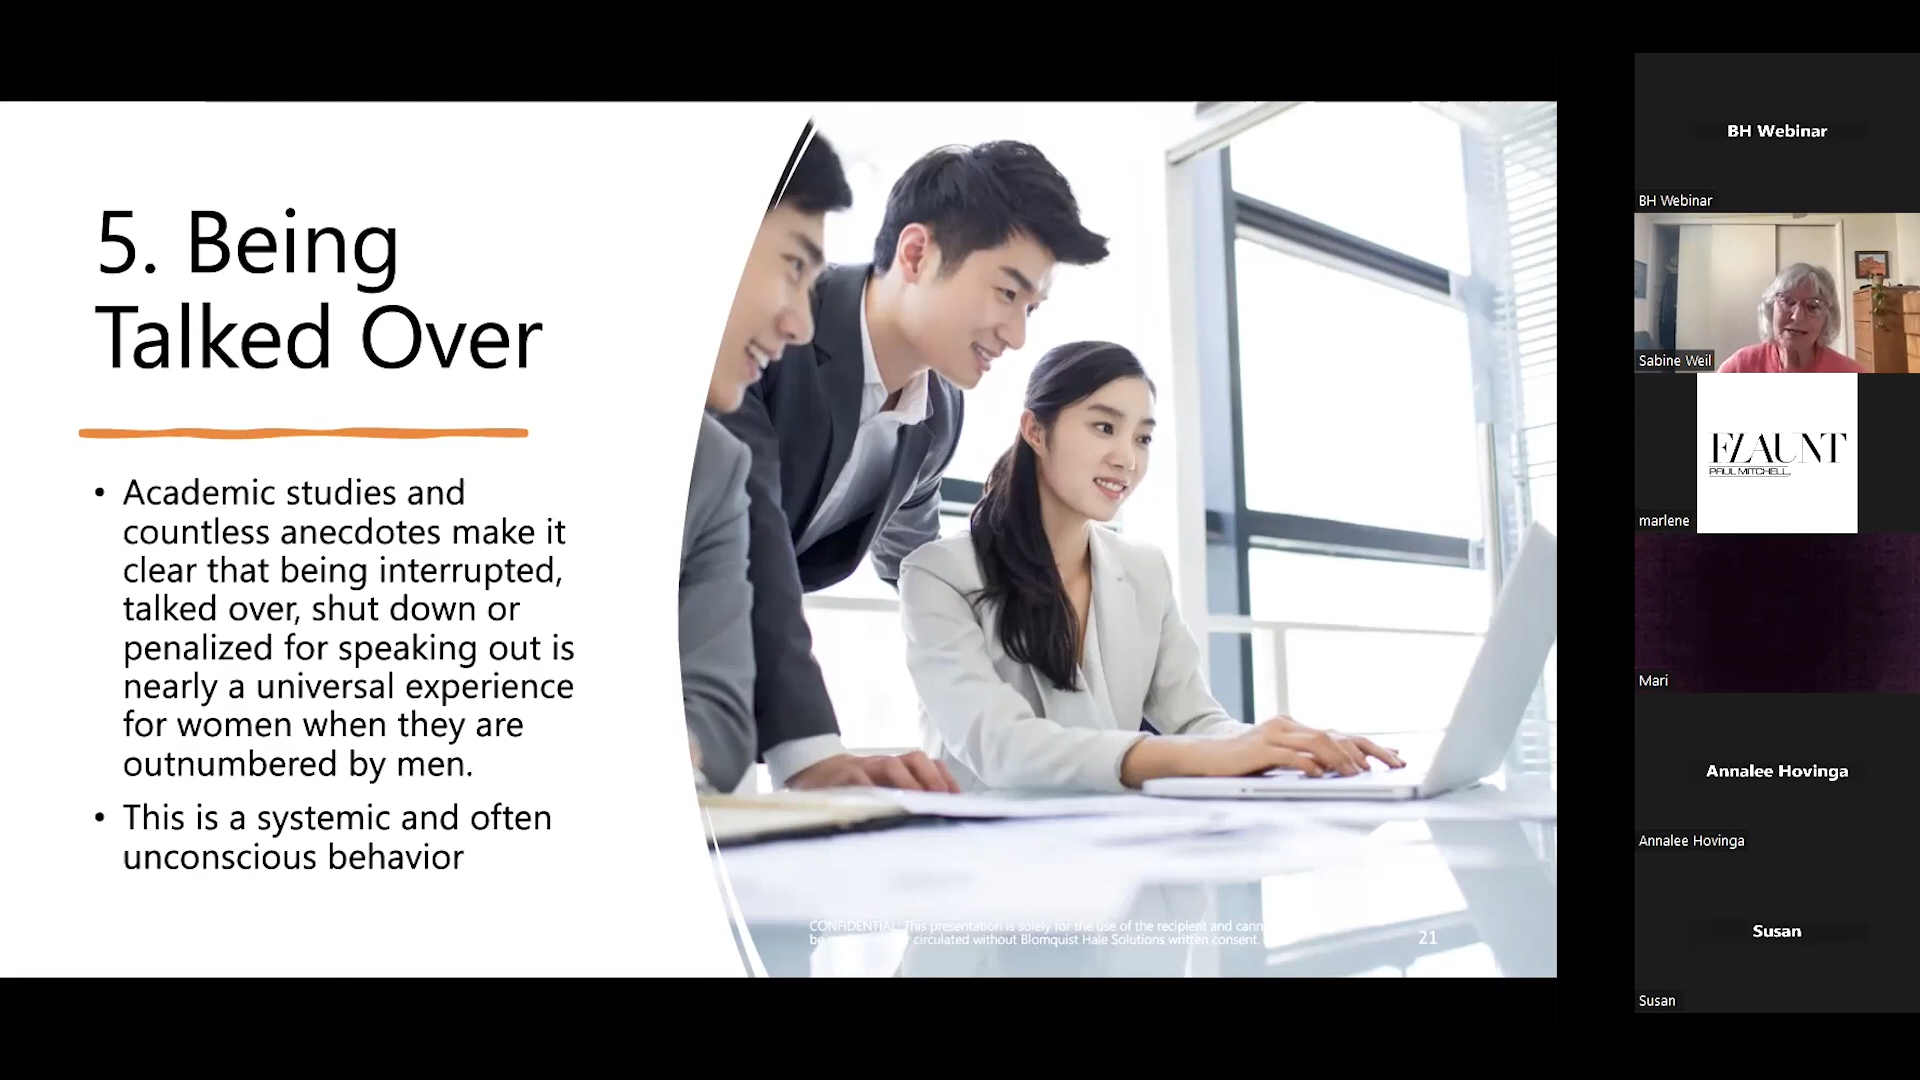 5. Being
Talked Over
• Academic studies and
countless anecdotes make it
clear that being interrupted,
talked over, shut down or
penalized for speaking out is
nearly a universal experience
for women when they are
outnumbered by men.
• This is a systemic and often
unconscious behavior
CONFIDENTIAL: This presentation is solely for the use of the recipient and
circulated without Blomquist Hale Solutions written consent.
21
BH Webinar
BH Webinar
Sabine Weil
FLAUNT
PAUL MITCHELL
marlene
Mari
Annalee Hovinga
Annalee Hovinga
Susan
Susan